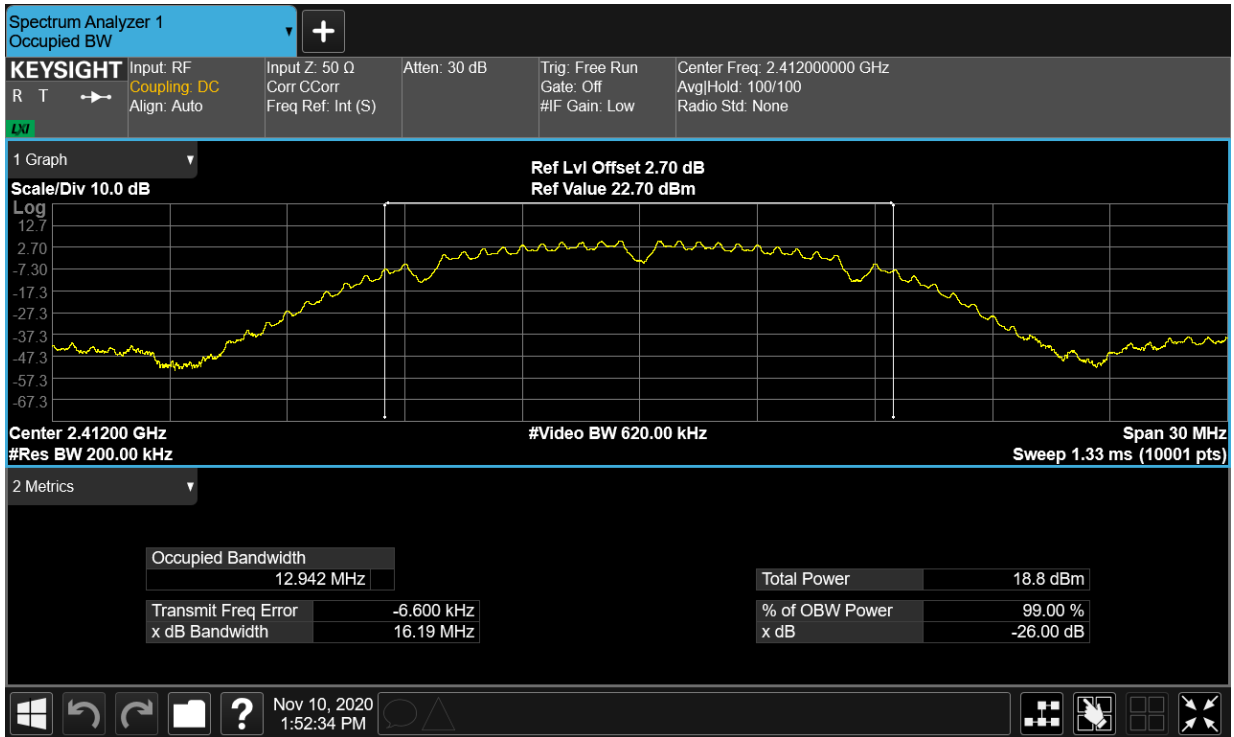 Spectrum Analyzer 1
Occupied BW
KEYSIGHT
R T
LXI
Input: RF
Coupling: DC
Align: Auto
Input Z: 50 Ω
Corr CCorr
Freq Ref: Int (S)
Atten: 30 dB
Trig: Free Run
Gate: Off
#IF Gain: Low
Center Freq: 2.412000000 GHz
Avg|Hold: 100/100
Radio Std: None
1 Graph
Scale/Div 10.0 dB
Ref Lvl Offset 2.70 dB
Ref Value 22.70 dBm
Log
12.7
2.70
-7.30
-17.3
-27.3
-37.3
-47.3
-57.3
-67.3
Center 2.41200 GHz
#Video BW 620.00 kHz
Span 30 MHz
#Res BW 200.00 kHz
Sweep 1.33 ms (10001 pts)
2 Metrics
Occupied Bandwidth
12.942 MHz
Total Power 18.8 dBm
Transmit Freq Error -6.600 kHz
% of OBW Power 99.00 %
x dB Bandwidth 16.19 MHz
x dB -26.00 dB
?
Nov 10, 2020
1:52:34 PM